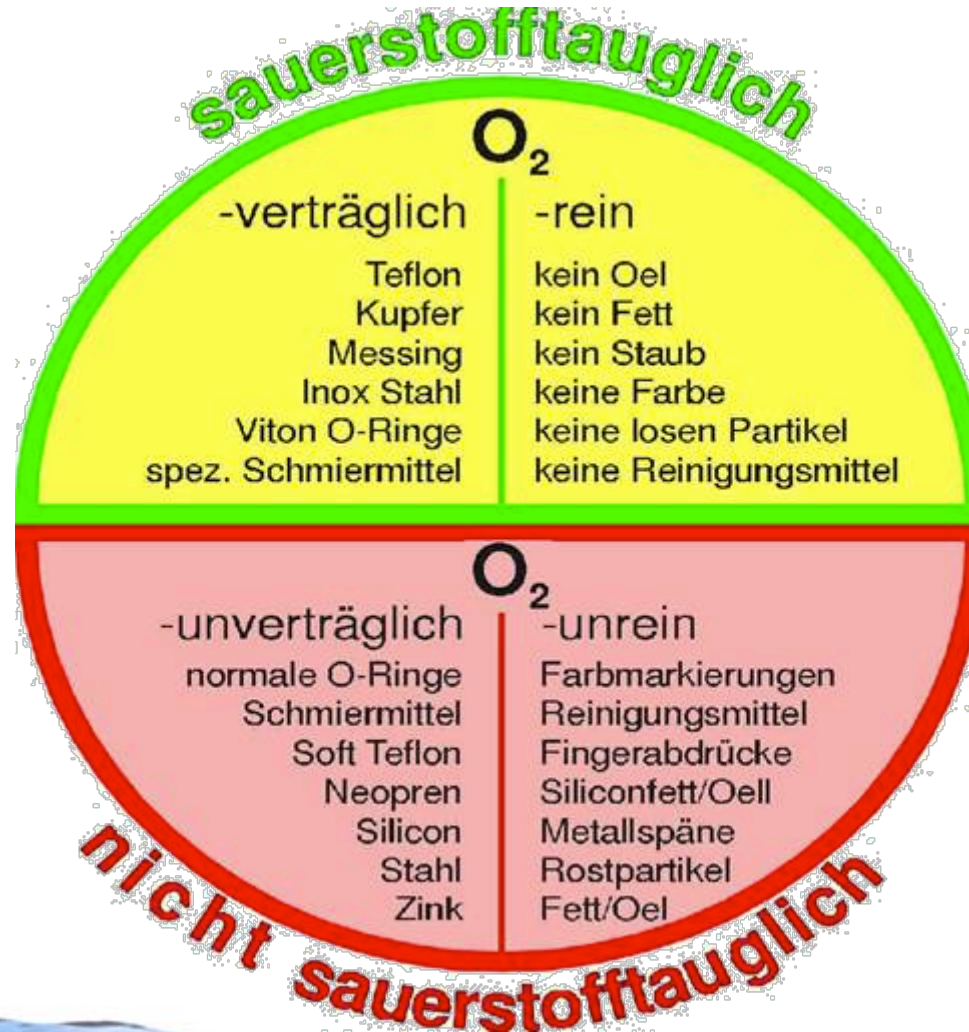 sauerstofftauglich
O₂
-verträglich
Teflon
Kupfer
Messing
Inox Stahl
Viton O-Ringe
spez. Schmiermittel
-rein
kein Oel
kein Fett
kein Staub
keine Farbe
keine losen Partikel
keine Reinigungsmittel
O₂
-unverträglich
normale O-Ringe
Schmiermittel
Soft Teflon
Neopren
Silicon
Stahl
Zink
-unrein
Farbmarkierungen
Reinigungsmittel
Fingerabdrücke
Siliconfett/Oell
Metallspäne
Rostpartikel
Fett/Oel
nicht sauerstofftauglich